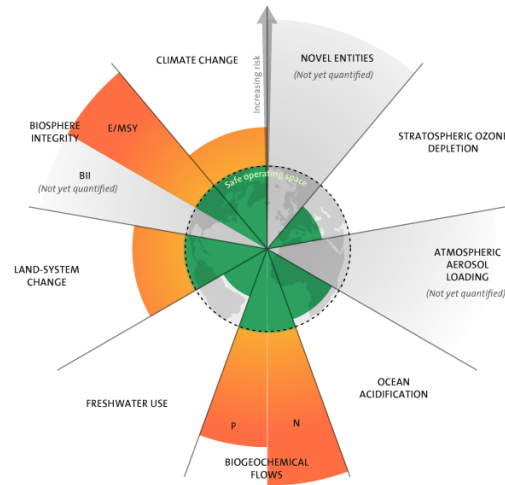 CLIMATE CHANGE
Increasing risk
NOVEL ENTITIES
(Not yet quantified)
BIOSPHERE
INTEGRITY
E/MSY
STRATOSPHERIC OZONE
DEPLETION
BII
(Not yet quantified)
Safe operating space
LAND-SYSTEM
CHANGE
ATMOSPHERIC
AEROSOL
LOADING
(Not yet quantified)
FRESHWATER USE
OCEAN
ACIDIFICATION
P
N
BIOGEOCHEMICAL
FLOWS